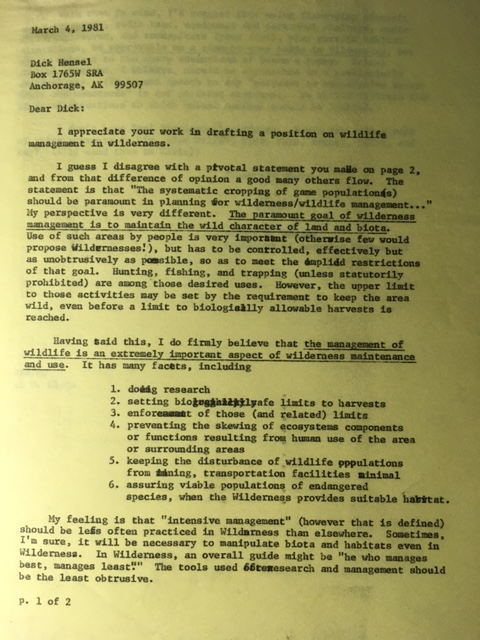 March 4, 1981
Dick Hensel
Box 1765W SRA
Anchorage, AK 99507
Dear Dick:
I appreciate your work in drafting a position on wildlife
management in wilderness.
I guess I disagree with a pivotal statement you made on page 2,
and from that difference of opinion a good many others flow. The
statement is that "The systematic cropping of game population(s)
should be paramount in planning for wilderness/wildlife management..."
My perspective is very different. The paramount goal of wilderness
management is to maintain the wild character of land and biota.
Use of such areas by people is very important (otherwise few would
propose Wildernesses!), but has to be controlled, effectively but
as unobtrusively as possible, so as to meet the implied restrictions
of that goal. Hunting, fishing, and trapping (unless statutorily
prohibited) are among those desired uses. However, the upper limit
to those activities may be set by the requirement to keep the area
wild, even before a limit to biologically allowable harvests is
reached.
Having said this, I do firmly believe that the management of
wildlife is an extremely important aspect of wilderness maintenance
and use. It has many facets, including
1. doing research
2. setting safe limits to harvests
3. enforcement of those (and related) limits
4. preventing the skewing of ecosystems components
or functions resulting from human use of the area
or surrounding areas
5. keeping the disturbance of wildlife populations
from mining, transportation facilities minimal
6. assuring viable populations of endangered
species, when the Wilderness provides suitable habitat.
My feeling is that "intensive management" (however that is defined)
should be less often practiced in Wilderness than elsewhere. Sometimes,
I'm sure, it will be necessary to manipulate biota and habitats even in
Wilderness. In Wilderness, an overall guide might be "he who manages
best, manages least." The tools used research and management should
be the least obtrusive.
p. 1 of 2